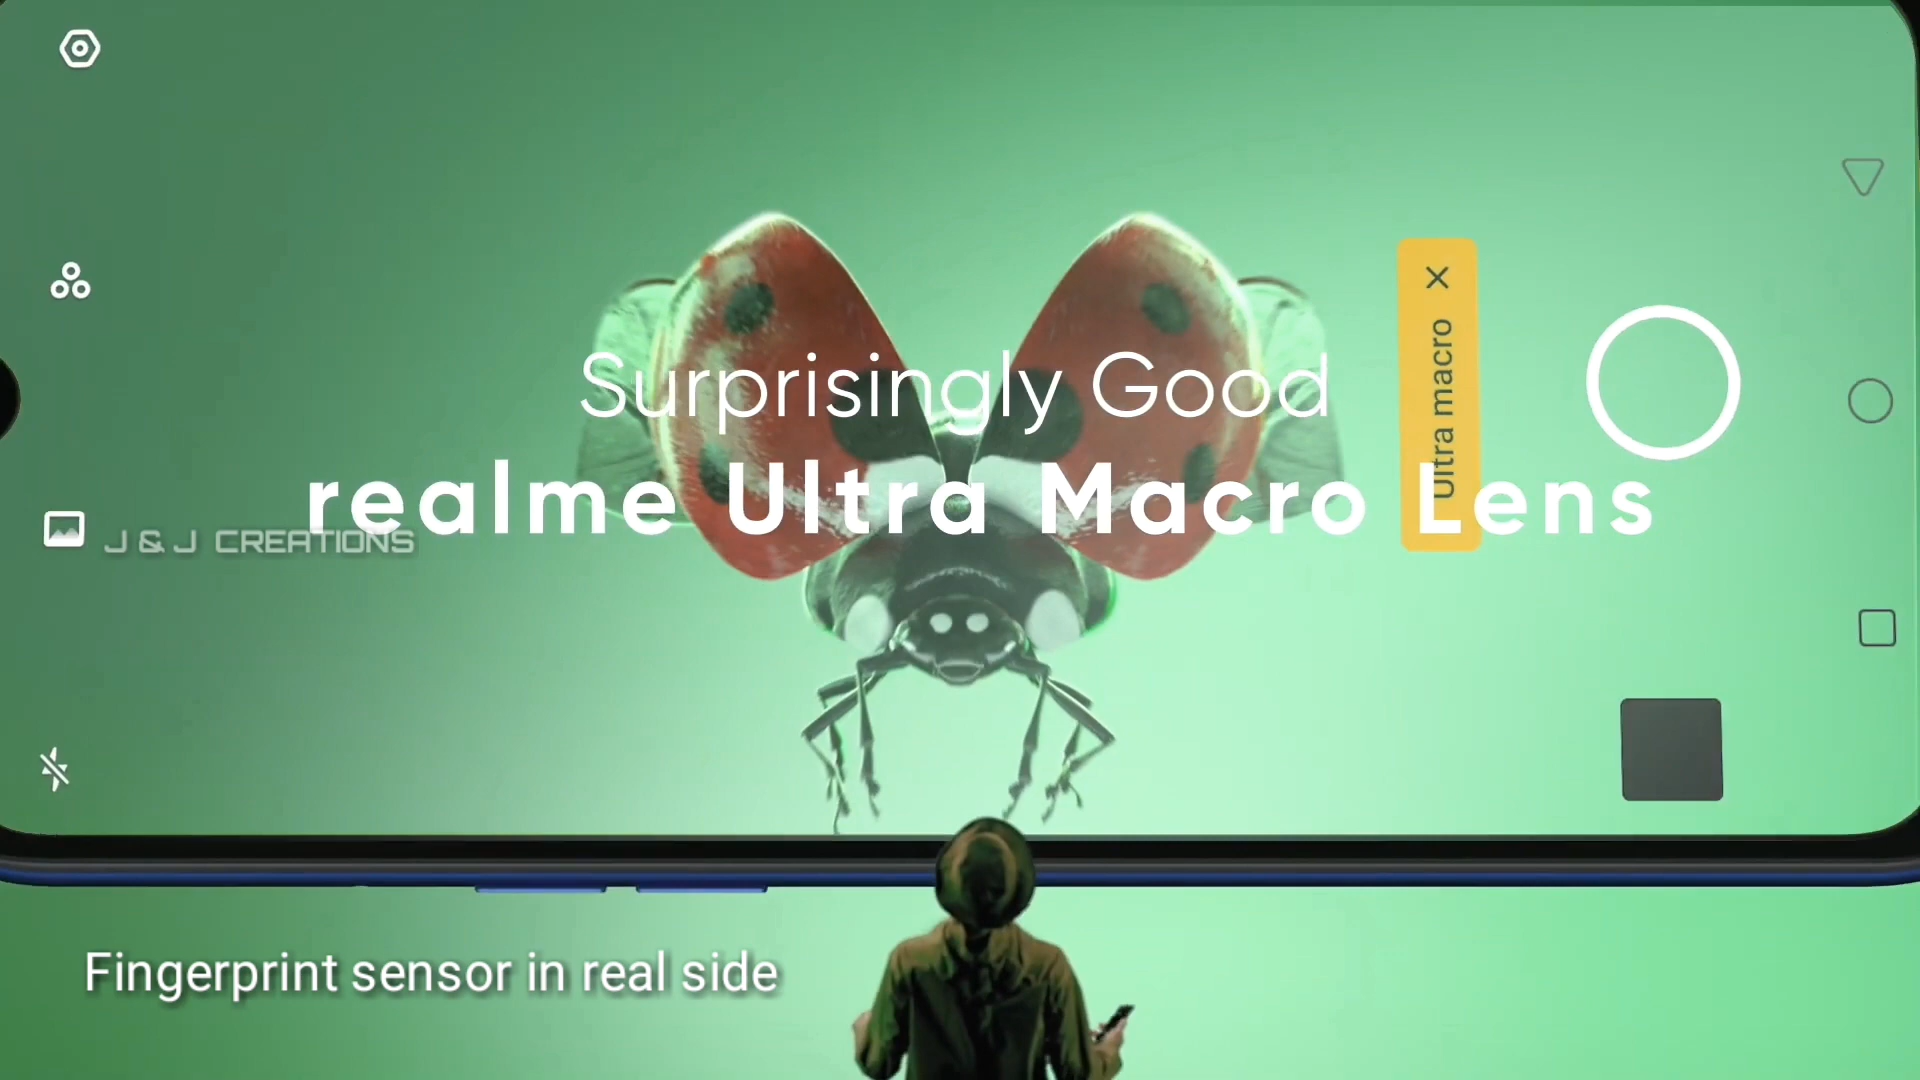 Surprisingly Good
realme Ultra Macro Lens
Ultra macro
J & J CREATIONS
Fingerprint sensor in real side